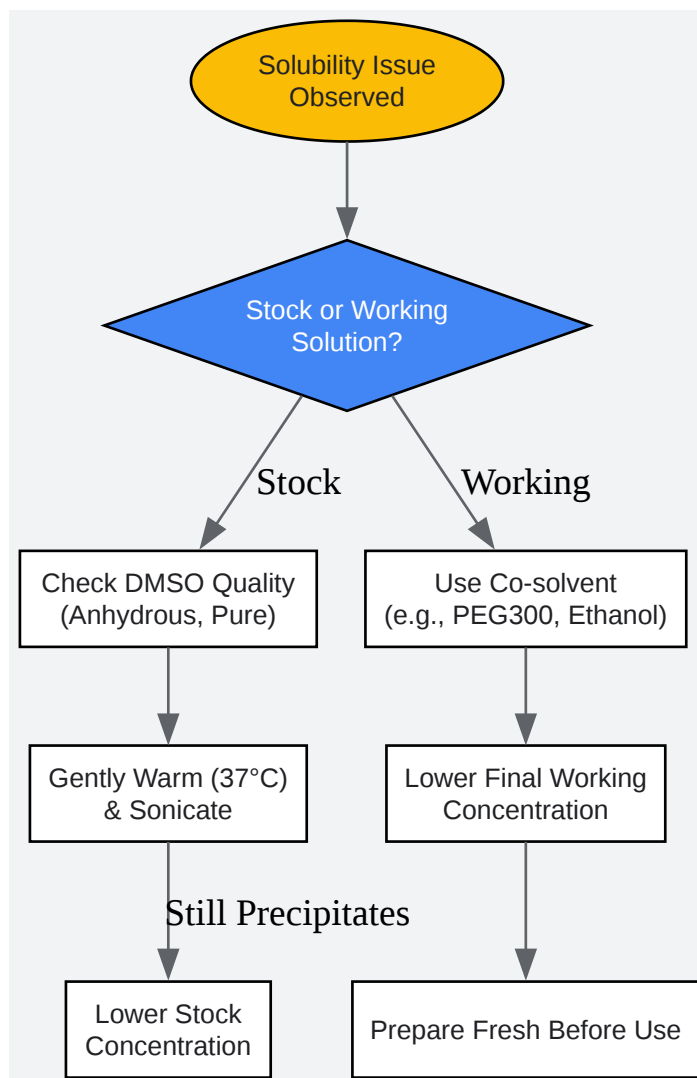 Solubility Issue
Observed
Stock or Working
Solution?
Stock
Working
Check DMSO Quality
(Anhydrous, Pure)
Use Co-solvent
(e.g., PEG300, Ethanol)
Gently Warm (37°C)
& Sonicate
Lower Final Working
Concentration
Still Precipitates
Lower Stock
Concentration
Prepare Fresh Before Use